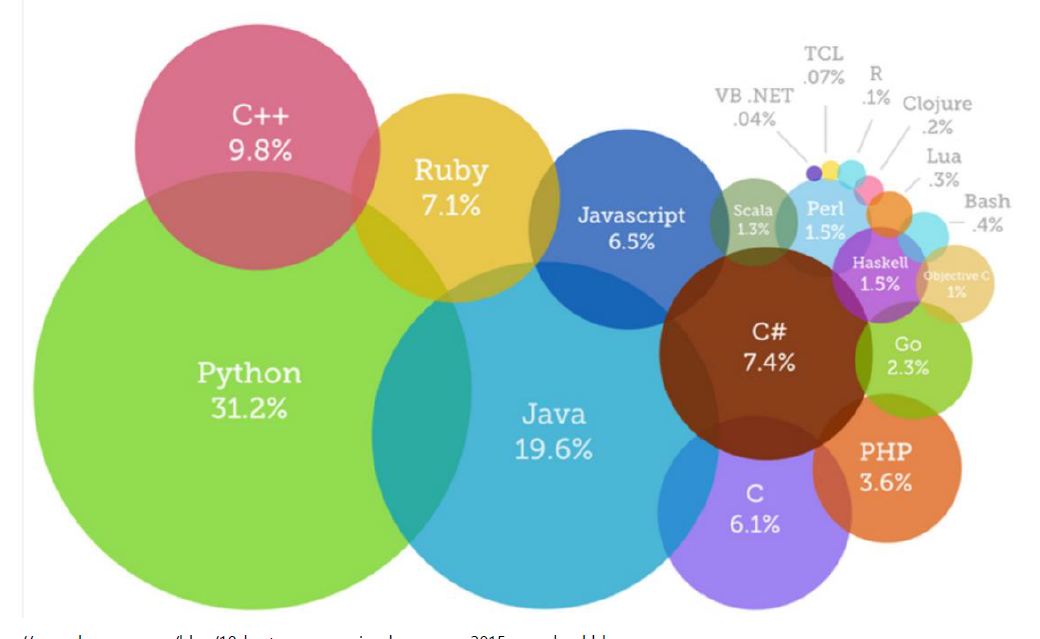 C++
9.8%
Ruby
7.1%
Javascript
6.5%
Scala
1.3%
Perl
1.5%
VB .NET
.04%
TCL
.07%
R
.1%
Clojure
.2%
Lua
.3%
Bash
.4%
Haskell
1.5%
Objective C
1%
Python
31.2%
Java
19.6%
C#
7.4%
Go
2.3%
C
6.1%
PHP
3.6%